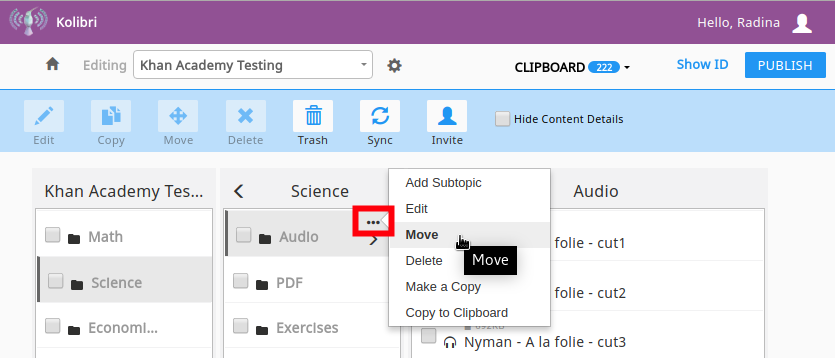 Kolibri
Hello, Radina
Editing
Khan Academy Testing
CLIPBOARD 222
Show ID
PUBLISH
Edit
Copy
Move
Delete
Trash
Sync
Invite
Hide Content Details
Khan Academy Tes...
Math
Science
Economi...
Science
Audio
PDF
Exercises
Add Subtopic
Edit
Move
Delete
Make a Copy
Copy to Clipboard
Move
Audio
folie - cut1
folie - cut2
Nyman - A la folie - cut3